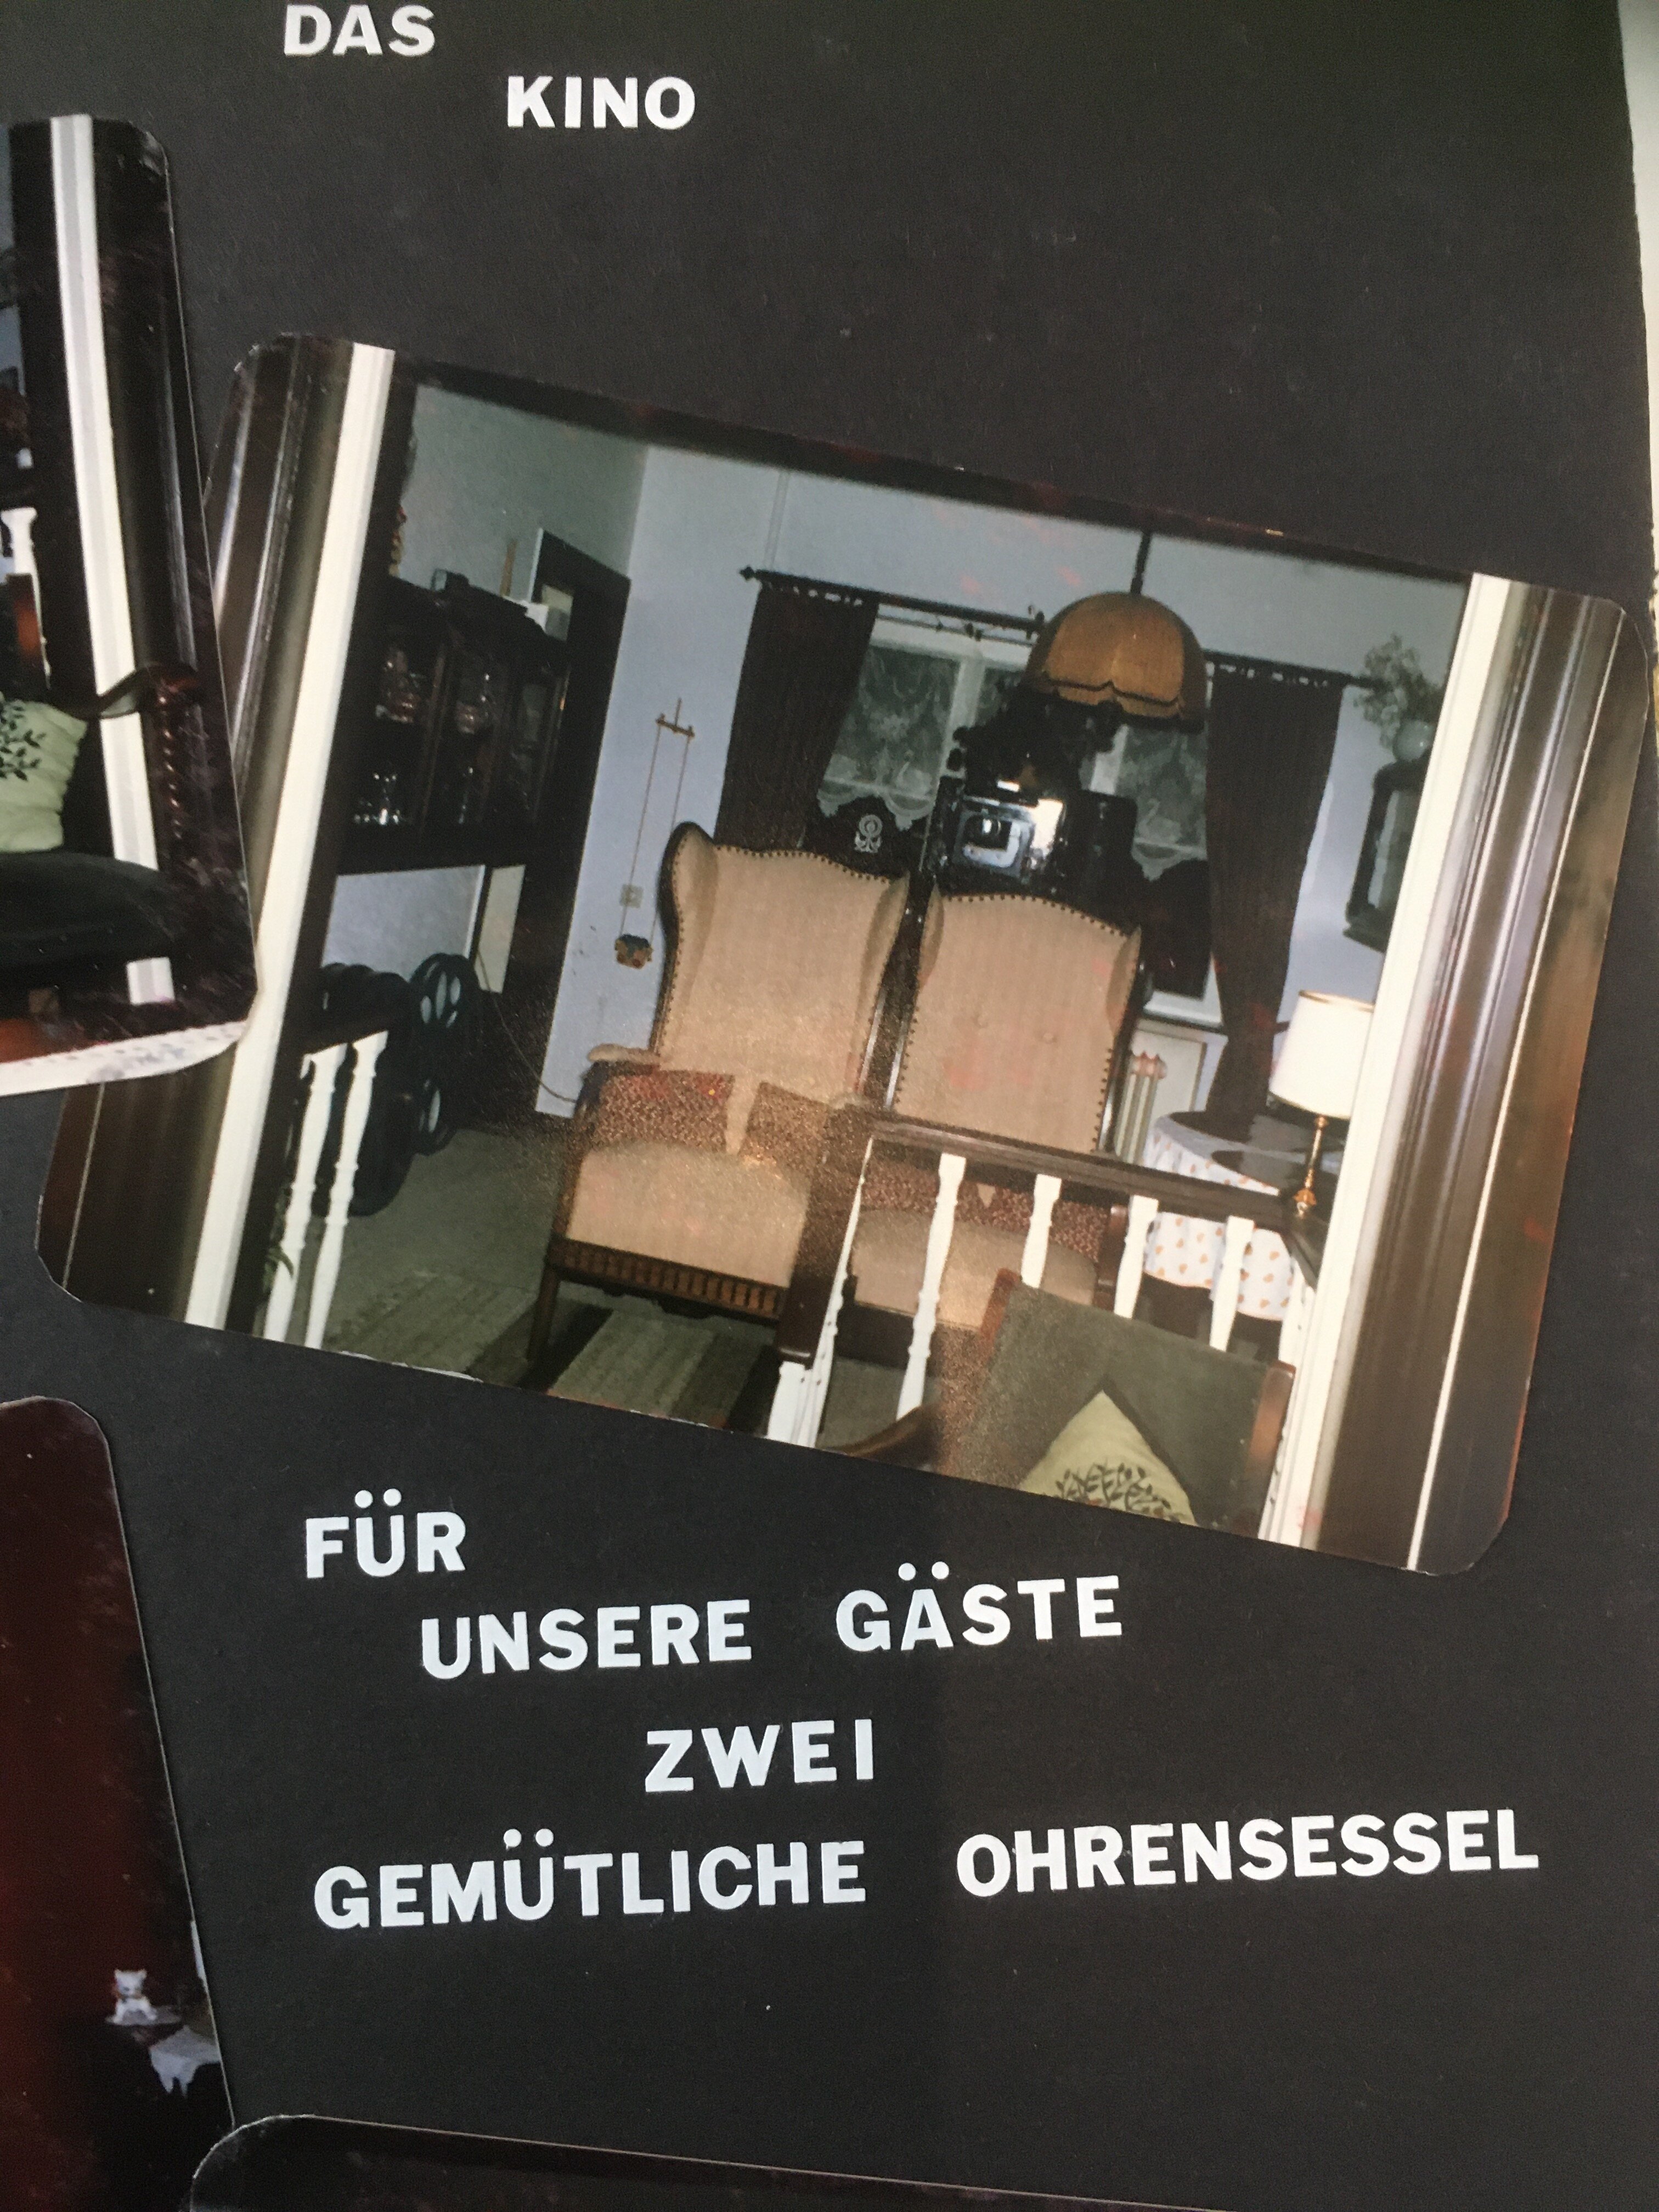 DAS
KINO
FÜR
UNSERE GÄSTE
ZWEI
GEMÜTLICHE OHRENSESSEL